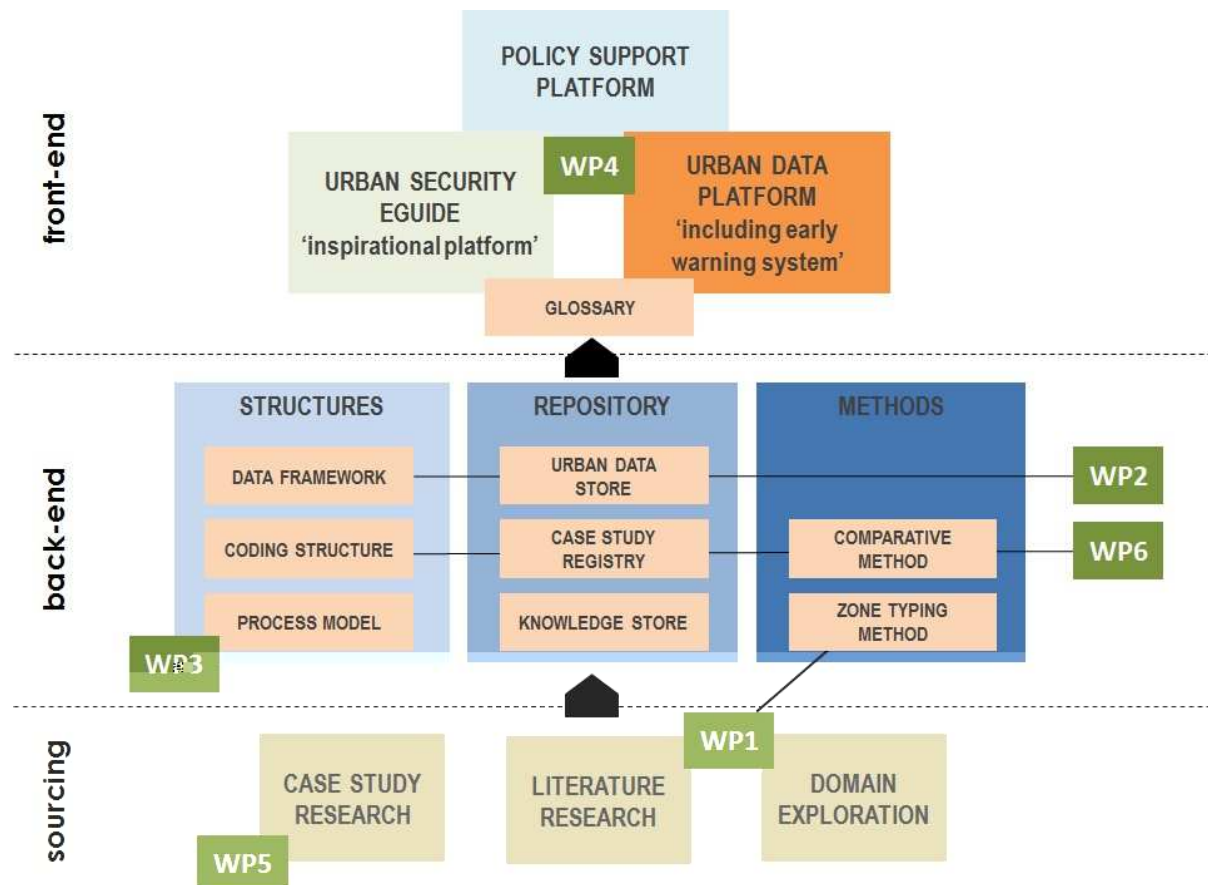 front-end
POLICY SUPPORT
PLATFORM
WP4
URBAN SECURITY
EGUIDE
‘inspirational platform’
URBAN DATA
PLATFORM
‘including early
warning system’
GLOSSARY
back-end
STRUCTURES
DATA FRAMEWORK
CODING STRUCTURE
PROCESS MODEL
WP3
REPOSITORY
URBAN DATA
STORE
CASE STUDY
REGISTRY
KNOWLEDGE STORE
METHODS
COMPARATIVE
METHOD
ZONE TYPING
METHOD
WP2
WP6
sourcing
WP1
CASE STUDY
RESEARCH
WP5
LITERATURE
RESEARCH
DOMAIN
EXPLORATION